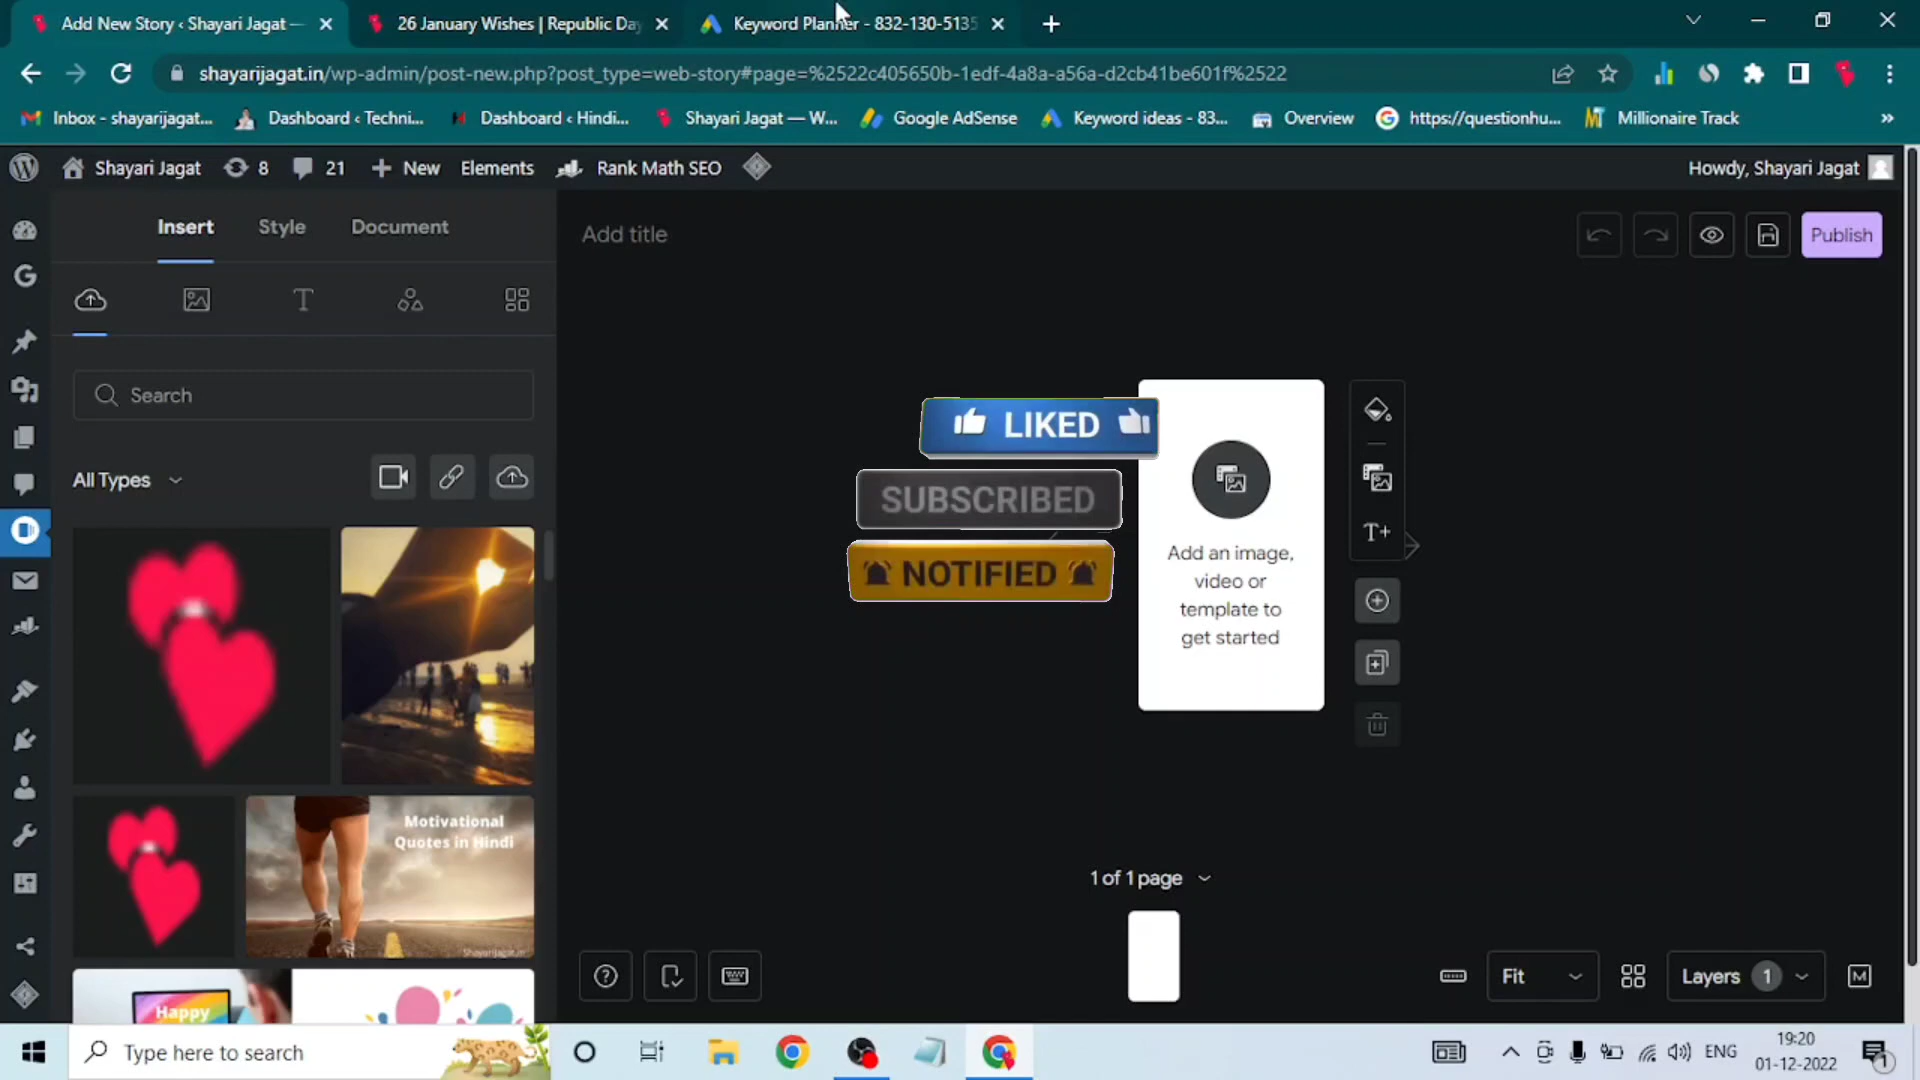 Add New Story ‹ Shayari Jagat —
26 January Wishes | Republic Day
Keyword Planner - 832-130-5135
shayarijagat.in/wp-admin/post-new.php?post_type=web-story#page=%2522c405650b-1edf-4a8a-a56a-d2cb41be601f%2522
Inbox - shayarijagat...
Dashboard ‹ Techni...
Dashboard ‹ Hindi...
Shayari Jagat — W...
Google AdSense
Keyword ideas - 83...
Overview
https://questionhu...
Millionaire Track
Shayari Jagat
8
21
New
Elements
Rank Math SEO
Howdy, Shayari Jagat
Insert
Style
Document
Add title
Publish
Search
LIKED
SUBSCRIBED
NOTIFIED
All Types
T+
Add an image,
video or
template to
get started
Motivational
Quotes in Hindi
Shayarijagat.in
Happy
1 of 1 page
Fit
Layers
1
Type here to search
ENG
19:20
01-12-2022
1